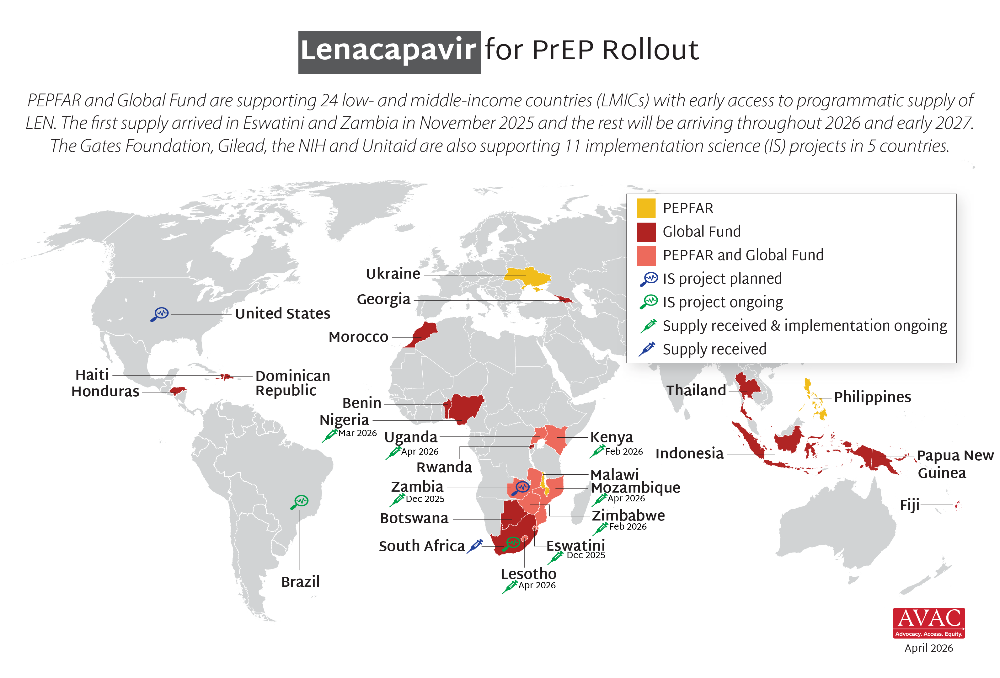 Lenacapavir for PrEP Rollout
PEPFAR and Global Fund are supporting 24 low- and middle-income countries (LMICs) with early access to programmatic supply of
LEN. The first supply arrived in Eswatini and Zambia in November 2025 and the rest will be arriving throughout 2026 and early 2027.
The Gates Foundation, Gilead, the NIH and Unitaid are also supporting 11 implementation science (IS) projects in 5 countries.
PEPFAR
Global Fund
PEPFAR and Global Fund
IS project planned
IS project ongoing
Supply received & implementation ongoing
Supply received
Ukraine
Georgia
United States
Morocco
Haiti
Dominican
Republic
Honduras
Thailand
Philippines
Benin
Nigeria
Mar 2026
Uganda
Apr 2026
Kenya
Feb 2026
Indonesia
Papua New
Guinea
Rwanda
Malawi
Zambia
Dec 2025
Mozambique
Apr 2026
Fiji
Botswana
Zimbabwe
Feb 2026
South Africa
Eswatini
Dec 2025
Lesotho
Apr 2026
Brazil
AVAC
Advocacy. Access. Equity.
April 2026